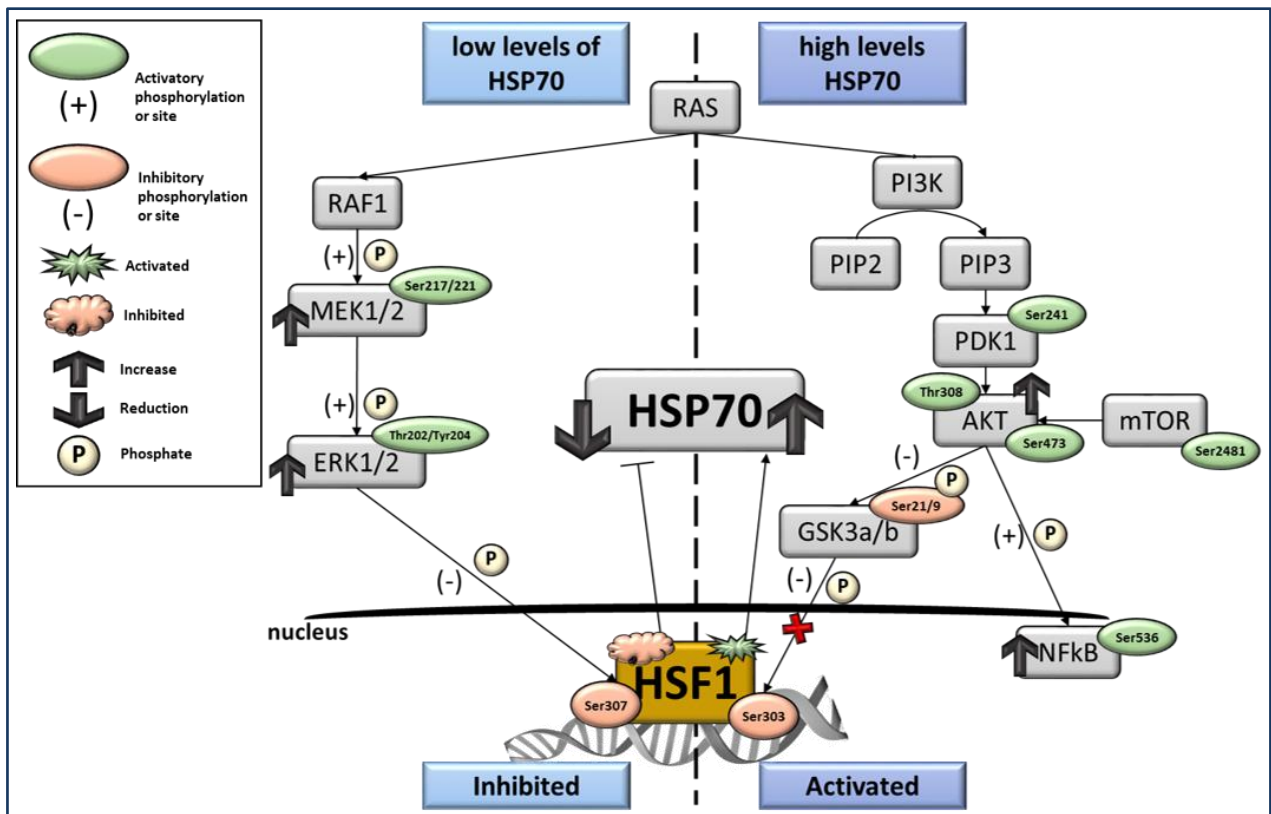 Activatory
phosphorylation
or site
(+)
Inhibitory
phosphorylation
or site
(-)
Activated
Inhibited
Increase
Reduction
P
Phosphate
low levels of
HSP70
high levels
HSP70
RAS
RAF1
(+)
P
Ser217/221
MEK1/2
(+)
P
Thr202/Tyr204
ERK1/2
P
(-)
PI3K
PIP2
PIP3
Ser241
PDK1
Thr308
AKT
Ser473
mTOR
Ser2481
HSP70
(-)
P
Ser21/9
GSK3a/b
(-)
P
(+)
P
nucleus
Ser536
NFkB
HSF1
Ser307
Ser303
Inhibited
Activated